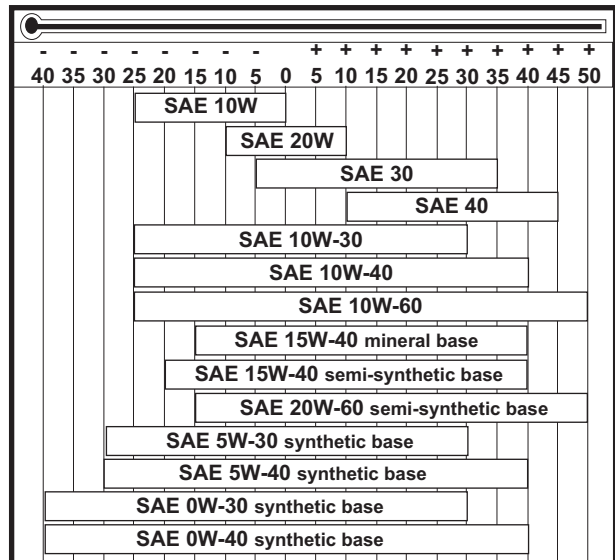 - - - - - - - - + + + + + + + + + +
40 35 30 25 20 15 10 5 0 5 10 15 20 25 30 35 40 45 50
SAE 10W
SAE 20W
SAE 30
SAE 40
SAE 10W-30
SAE 10W-40
SAE 10W-60
SAE 15W-40 mineral base
SAE 15W-40 semi-synthetic base
SAE 20W-60 semi-synthetic base
SAE 5W-30 synthetic base
SAE 5W-40 synthetic base
SAE 0W-30 synthetic base
SAE 0W-40 synthetic base